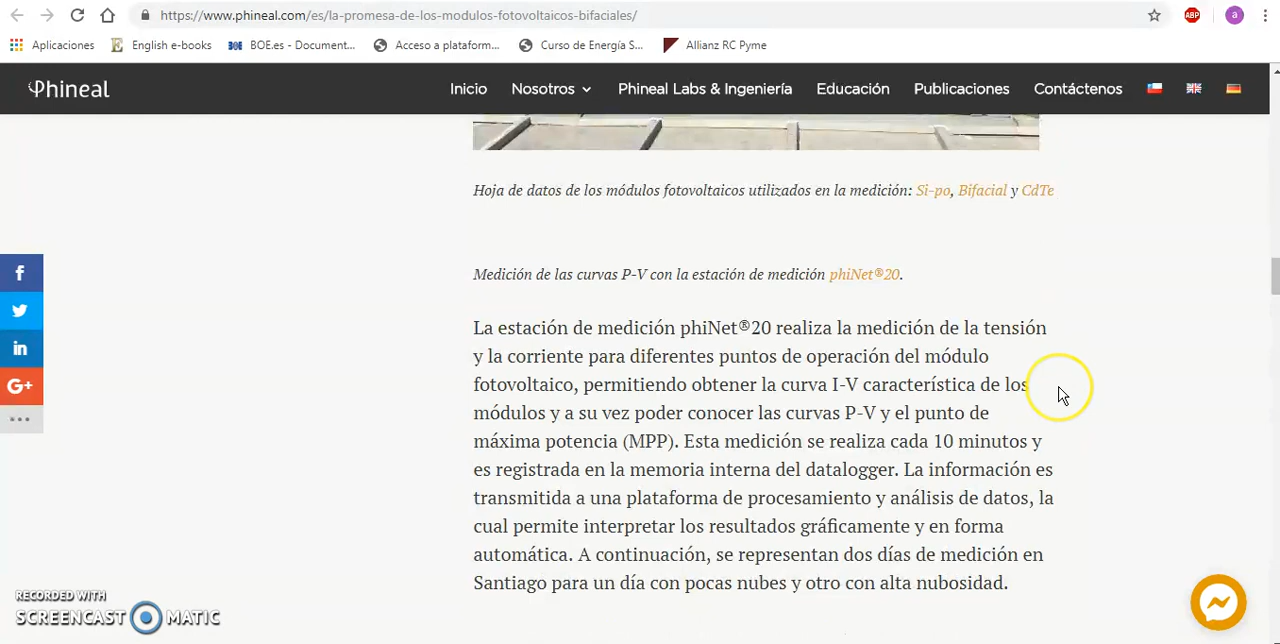 https://www.phineal.com/es/la-promesa-de-los-modulos-fotovoltaicos-bifaciales/
ABP
a
Aplicaciones
English e-books
BOE.es - Document...
Acceso a plataform...
Curso de Energía S...
Allianz RC Pyme
Phineal
Inicio
Nosotros
Phineal Labs & Ingeniería
Educación
Publicaciones
Contáctenos
Hoja de datos de los módulos fotovoltaicos utilizados en la medición: Si-po, Bifacial y CdTe
Medición de las curvas P-V con la estación de medición phiNet®20.
La estación de medición phiNet®20 realiza la medición de la tensión
y la corriente para diferentes puntos de operación del módulo
fotovoltaico, permitiendo obtener la curva I-V característica de los
módulos y a su vez poder conocer las curvas P-V y el punto de
máxima potencia (MPP). Esta medición se realiza cada 10 minutos y
es registrada en la memoria interna del datalogger. La información es
transmitida a una plataforma de procesamiento y análisis de datos, la
cual permite interpretar los resultados gráficamente y en forma
automática. A continuación, se representan dos días de medición en
Santiago para un día con pocas nubes y otro con alta nubosidad.
f
in
G+
RECORDED WITH
SCREENCAST MATIC